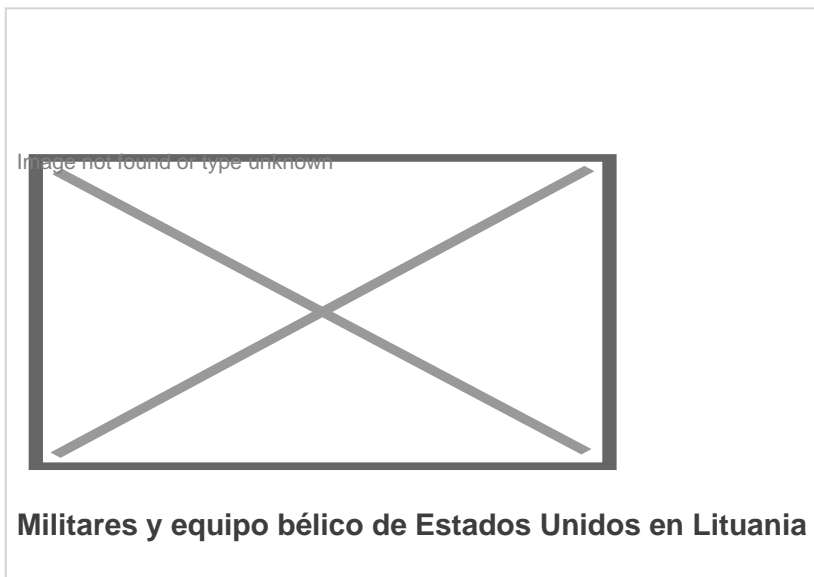 Image not found or type unknown
Militares y equipo bélico de Estados Unidos en Lituania